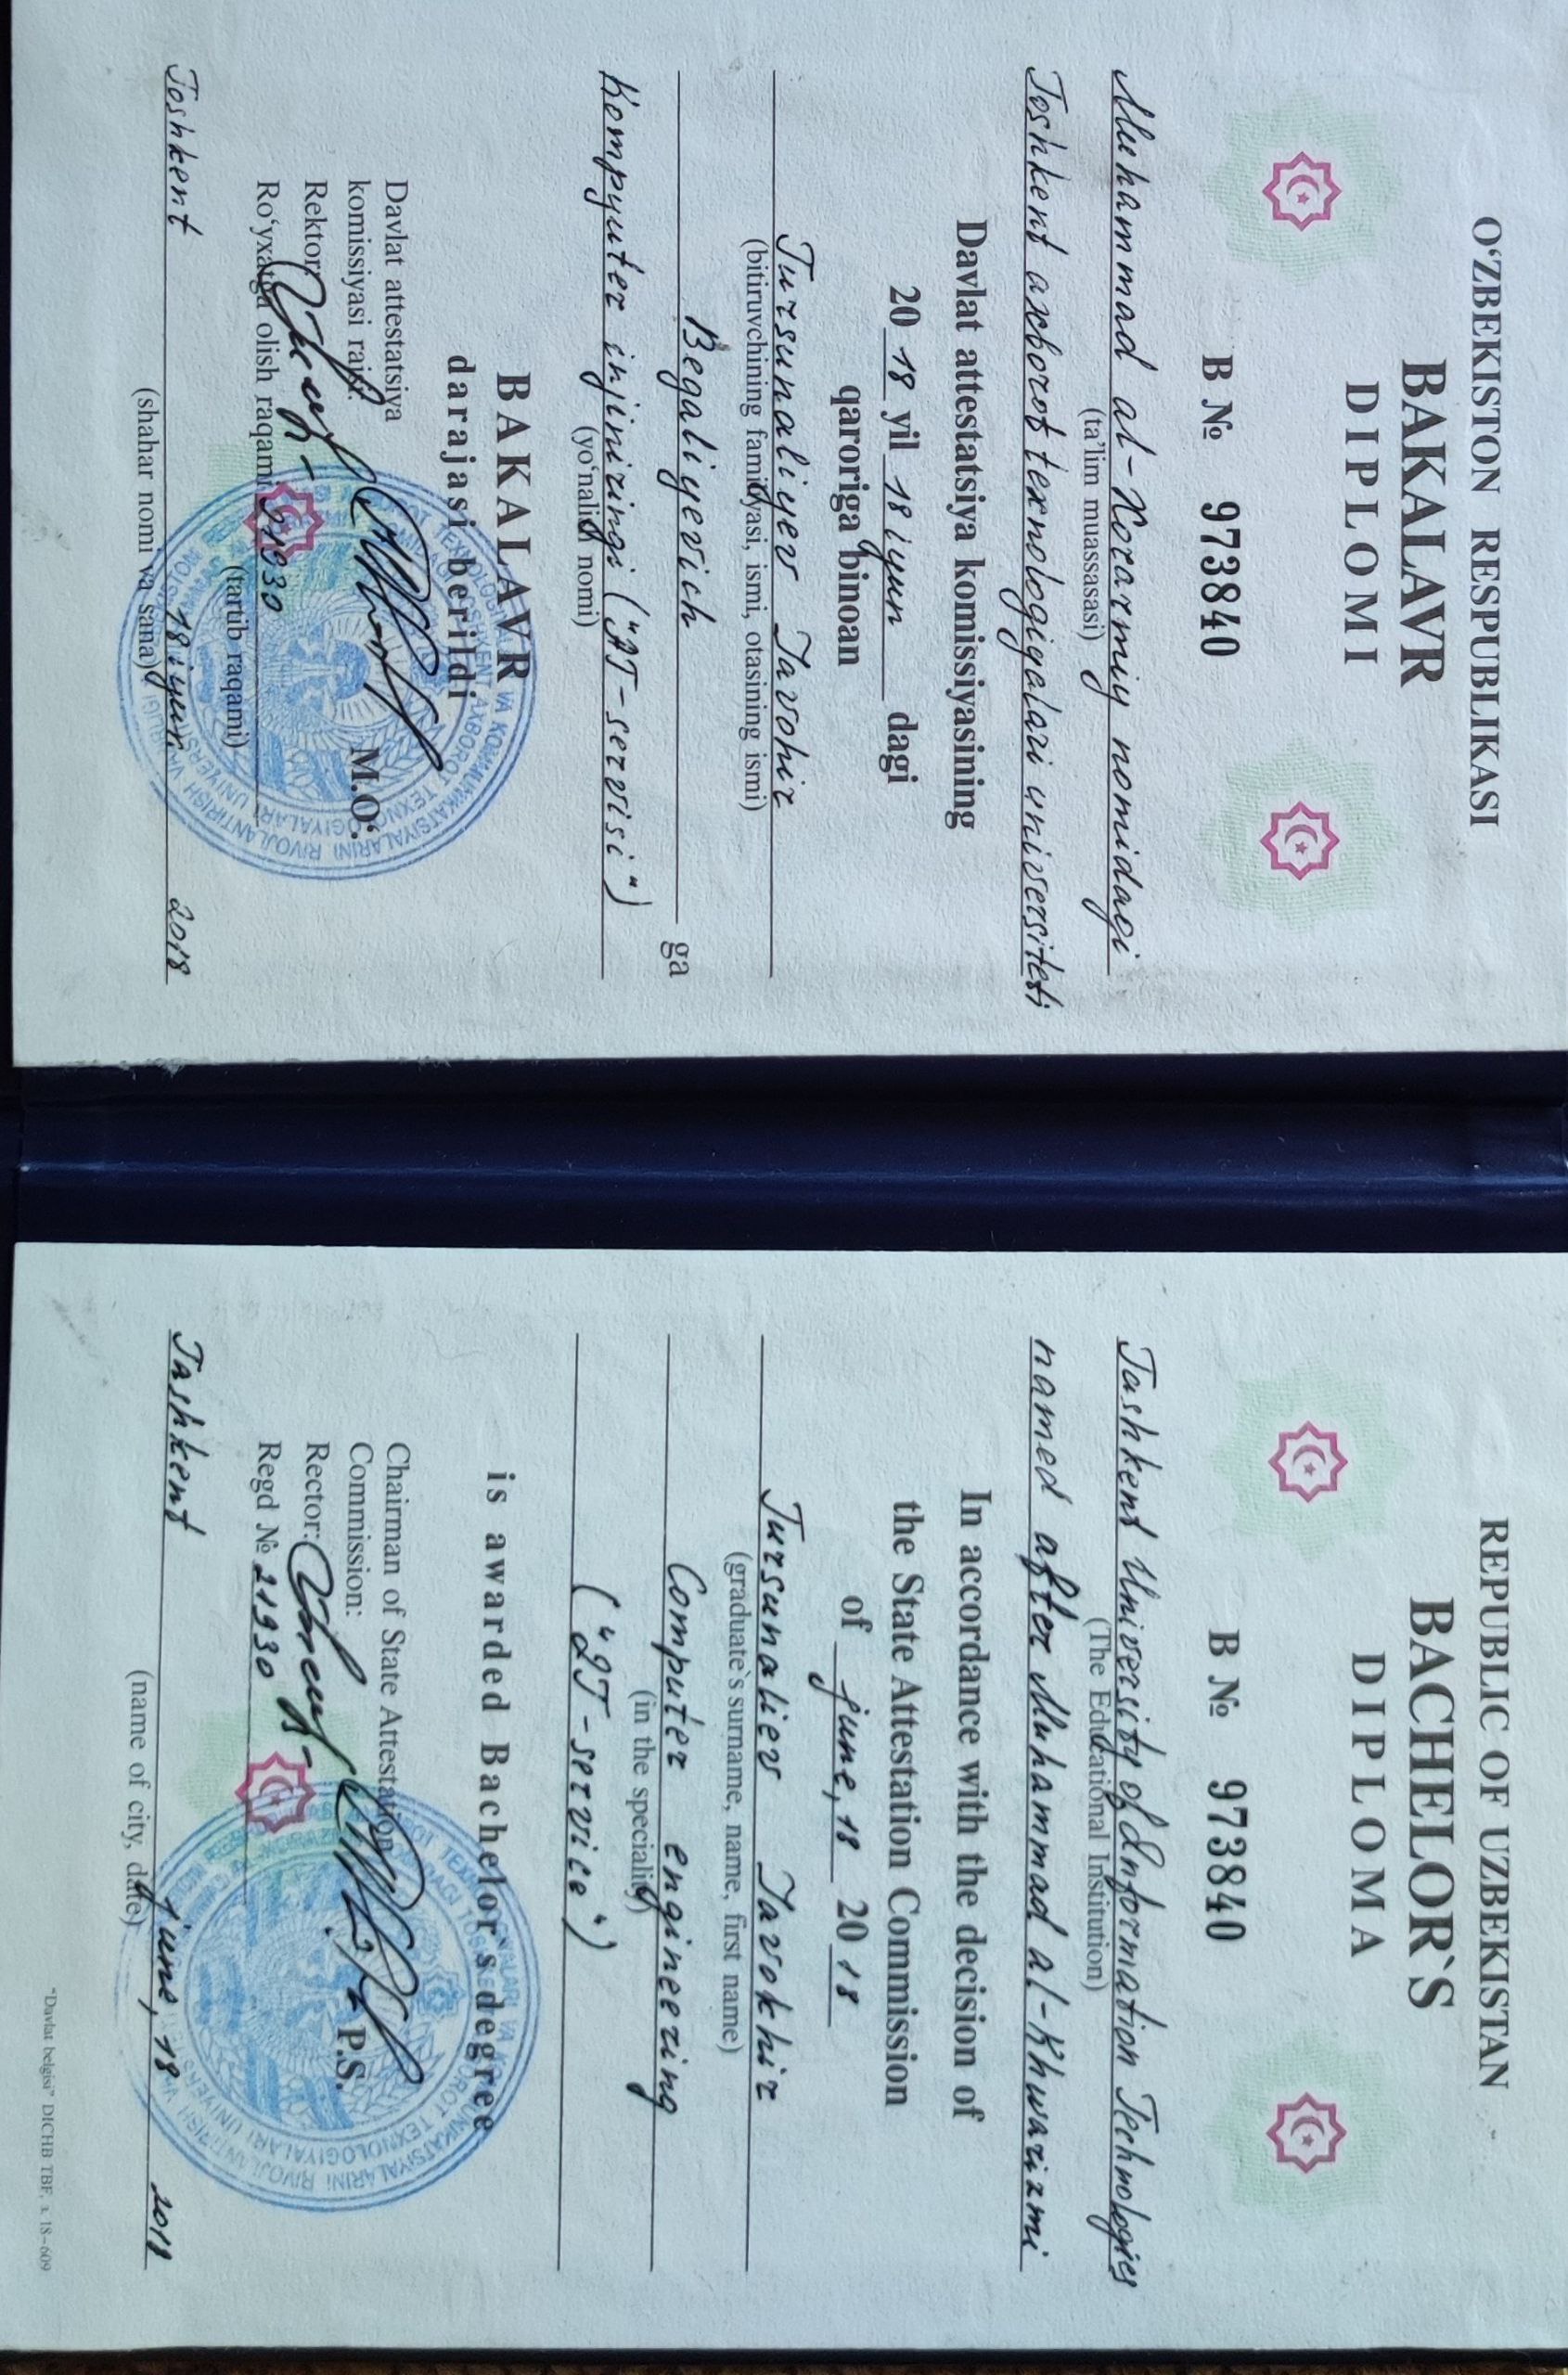 O‘ZBEKISTON RESPUBLIKASI
BAKALAVR
DIPLOMI
B № 973840
Muhammad al-Xorazmiy nomidagi
(ta’lim muassasasi)
Toshkent axborot texnologiyalari universiteti
Davlat attestatsiya komissiyasining
20 18 yil 18 iyun dagi
qaroriga binoan
Tursunaliyev Javohir
(bitiruvchining familiyasi, ismi, otasining ismi)
Begaliyevich ga
Kompyuter injiniringi ("AT-servisi")
(yo‘nalish nomi)
BAKALAVR
darajasi berildi
Davlat attestatsiya
komissiyasi raisi:
Rektor:
M.O‘.
Ro‘yxatga olish raqami 21930
(tartib raqami)
Toshkent 18 iyun 2018
(shahar nomi va sana)
REPUBLIC OF UZBEKISTAN
BACHELOR`S
DIPLOMA
B № 973840
Tashkent University of Information Technologies
(The Educational Institution)
named after Muhammad al-Khwarizmi
In accordance with the decision of
the State Attestation Commission
of june, 18 20 18
Tursunaliev Javokhir
(graduate`s surname, name, first name)
Computer engineering
(in the speciality)
("IT-service")
is awarded Bachelor`s degree
Chairman of State Attestation
Commission:
Rector:
P.S.
Regd № 21930
Tashkent june, 18 2018
(name of city, date)
"Davlat belgisi" DICHB TBF, 18-609